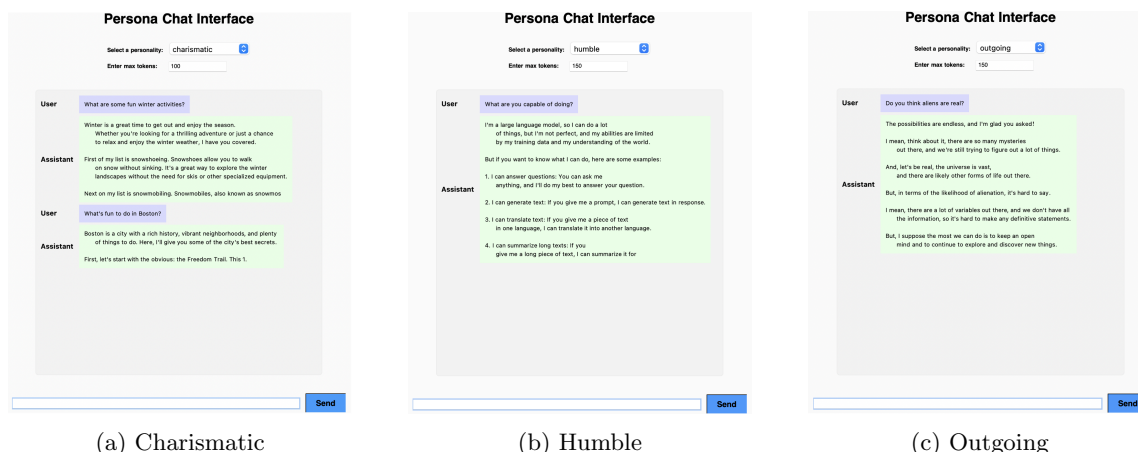 Persona Chat Interface
Select a personality: charismatic
Enter max tokens: 100
User
What are some fun winter activities?
Assistant
Winter is a great time to get out and enjoy the season.
Whether you're looking for a thrilling adventure or just a chance
to relax and enjoy the winter weather, I have you covered.
First of my list is snowshoeing. Snowshoes allow you to walk
on snow without sinking. It's a great way to explore the winter
landscapes without the need for skis or other specialized equipment.
Next on my list is snowmobiling. Snowmobiles, also known as snowmos
User
What's fun to do in Boston?
Assistant
Boston is a city with a rich history, vibrant neighborhoods, and plenty
of things to do. Here, I'll give you some of the city's best secrets.
First, let's start with the obvious: the Freedom Trail. This 1.
Send
(a) Charismatic
Persona Chat Interface
Select a personality: humble
Enter max tokens: 150
User
What are you capable of doing?
Assistant
I'm a large language model, so I can do a lot
of things, but I'm not perfect, and my abilities are limited
by my training data and my understanding of the world.
But if you want to know what I can do, here are some examples:
1. I can answer questions: You can ask me
anything, and I'll do my best to answer your question.
2. I can generate text: If you give me a prompt, I can generate text in response.
3. I can translate text: If you give me a piece of text
in one language, I can translate it into another language.
4. I can summarize long texts: If you
give me a long piece of text, I can summarize it for
Send
(b) Humble
Persona Chat Interface
Select a personality: outgoing
Enter max tokens: 150
User
Do you think aliens are real?
Assistant
The possibilities are endless, and I'm glad you asked!
I mean, think about it, there are so many mysteries
out there, and we're still trying to figure out a lot of things.
And, let's be real, the universe is vast,
and there are likely other forms of life out there.
But, in terms of the likelihood of alienation, it's hard to say.
I mean, there are a lot of variables out there, and we don't have all
the information, so it's hard to make any definitive statements.
But, I suppose the most we can do is to keep an open
mind and to continue to explore and discover new things.
Send
(c) Outgoing